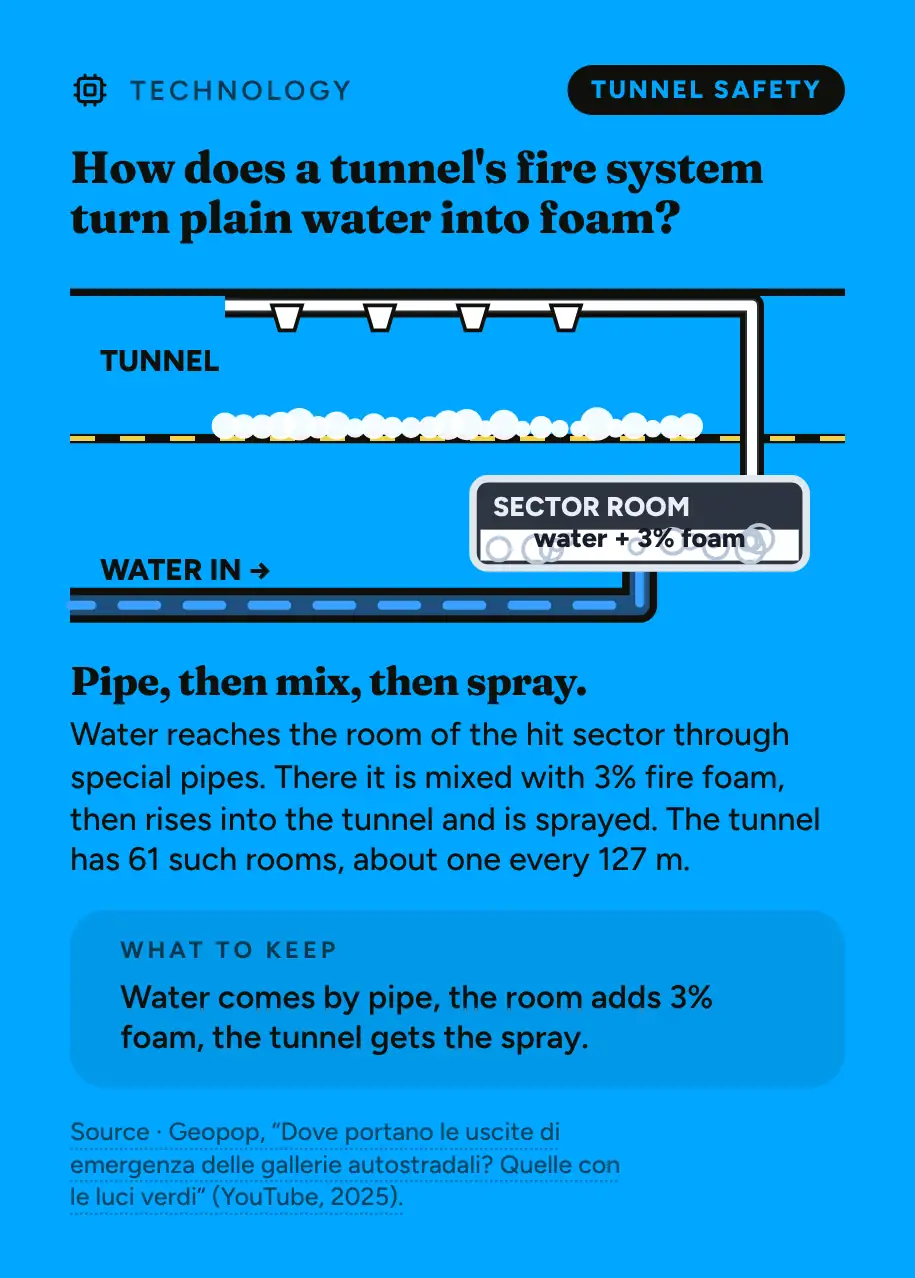 TECHNOLOGY
TUNNEL SAFETY
How does a tunnel's fire system
turn plain water into foam?
TUNNEL
SECTOR ROOM
water + 3% foam
WATER IN →
Pipe, then mix, then spray.
Water reaches the room of the hit sector through
special pipes. There it is mixed with 3% fire foam,
then rises into the tunnel and is sprayed. The tunnel
has 61 such rooms, about one every 127 m.
WHAT TO KEEP
Water comes by pipe, the room adds 3%
foam, the tunnel gets the spray.
Source · Geopop, “Dove portano le uscite di
emergenza delle gallerie autostradali? Quelle con
le luci verdi” (YouTube, 2025).